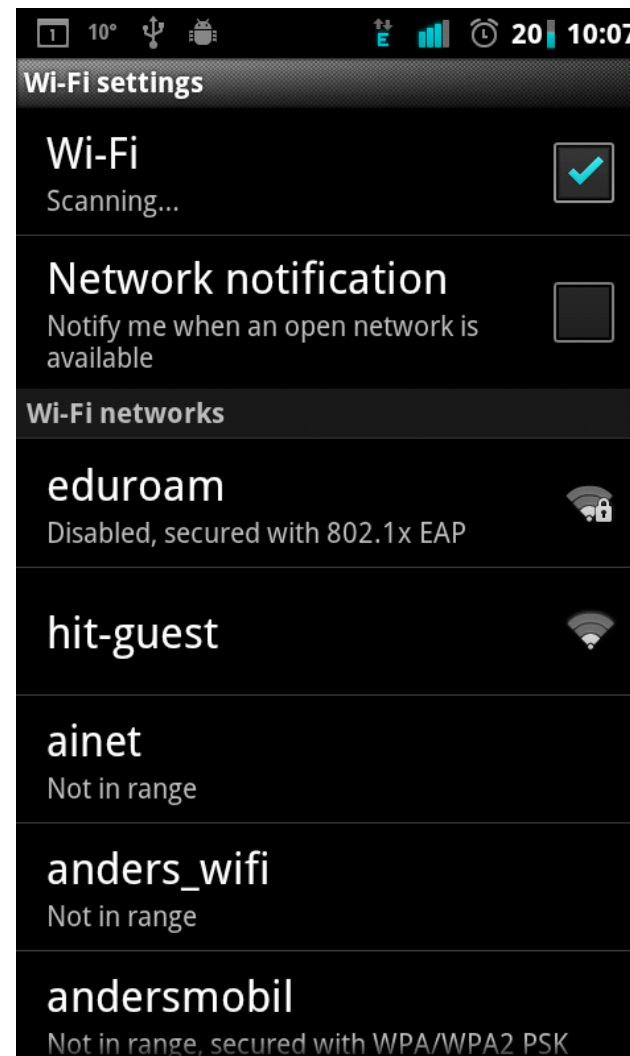 1 10° E 20 10:07
Wi-Fi settings
Wi-Fi
Scanning...
Network notification
Notify me when an open network is
available
Wi-Fi networks
eduroam
Disabled, secured with 802.1x EAP
hit-guest
ainet
Not in range
anders_wifi
Not in range
andersmobil
Not in range, secured with WPA/WPA2 PSK